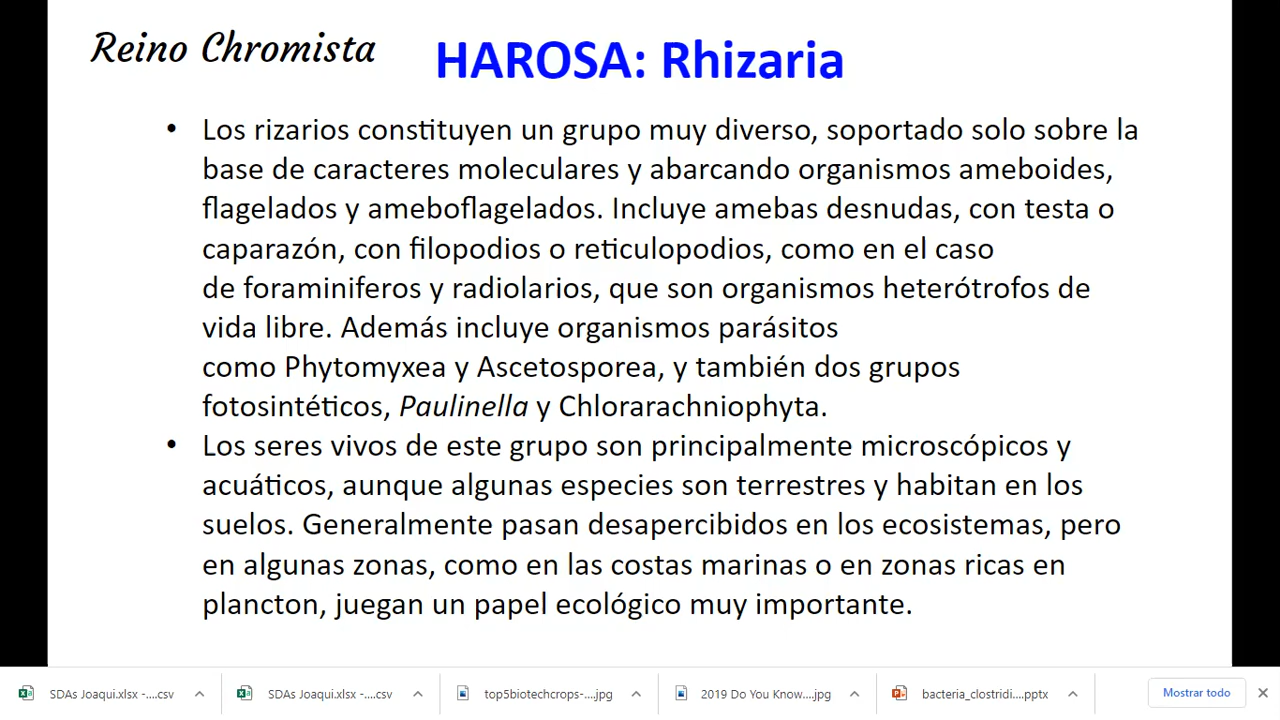 Reino Chromista
HAROSA: Rhizaria
• Los rizarios constituyen un grupo muy diverso, soportado solo sobre la
base de caracteres moleculares y abarcando organismos ameboides,
flagelados y ameboflagelados. Incluye amebas desnudas, con testa o
caparazón, con filopodios o reticulopodios, como en el caso
de foraminiferos y radiolarios, que son organismos heterótrofos de
vida libre. Además incluye organismos parásitos
como Phytomyxea y Ascetosporea, y también dos grupos
fotosintéticos, Paulinella y Chlorarachniophyta.
• Los seres vivos de este grupo son principalmente microscópicos y
acuáticos, aunque algunas especies son terrestres y habitan en los
suelos. Generalmente pasan desapercibidos en los ecosistemas, pero
en algunas zonas, como en las costas marinas o en zonas ricas en
plancton, juegan un papel ecológico muy importante.
SDAs Joaqui.xlsx -....csv
SDAs Joaqui.xlsx -....csv
top5biotechcrops-....jpg
2019 Do You Know....jpg
bacteria_clostridi....pptx
Mostrar todo